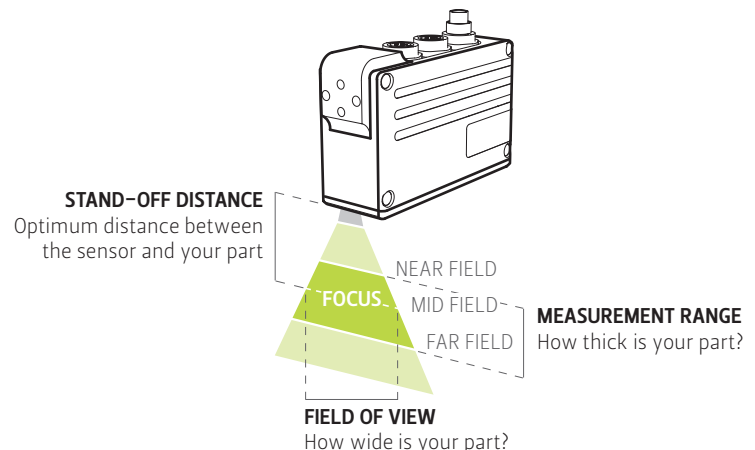 STAND-OFF DISTANCE
Optimum distance between
the sensor and your part
NEAR FIELD
FOCUS
MID FIELD
FAR FIELD
MEASUREMENT RANGE
How thick is your part?
FIELD OF VIEW
How wide is your part?